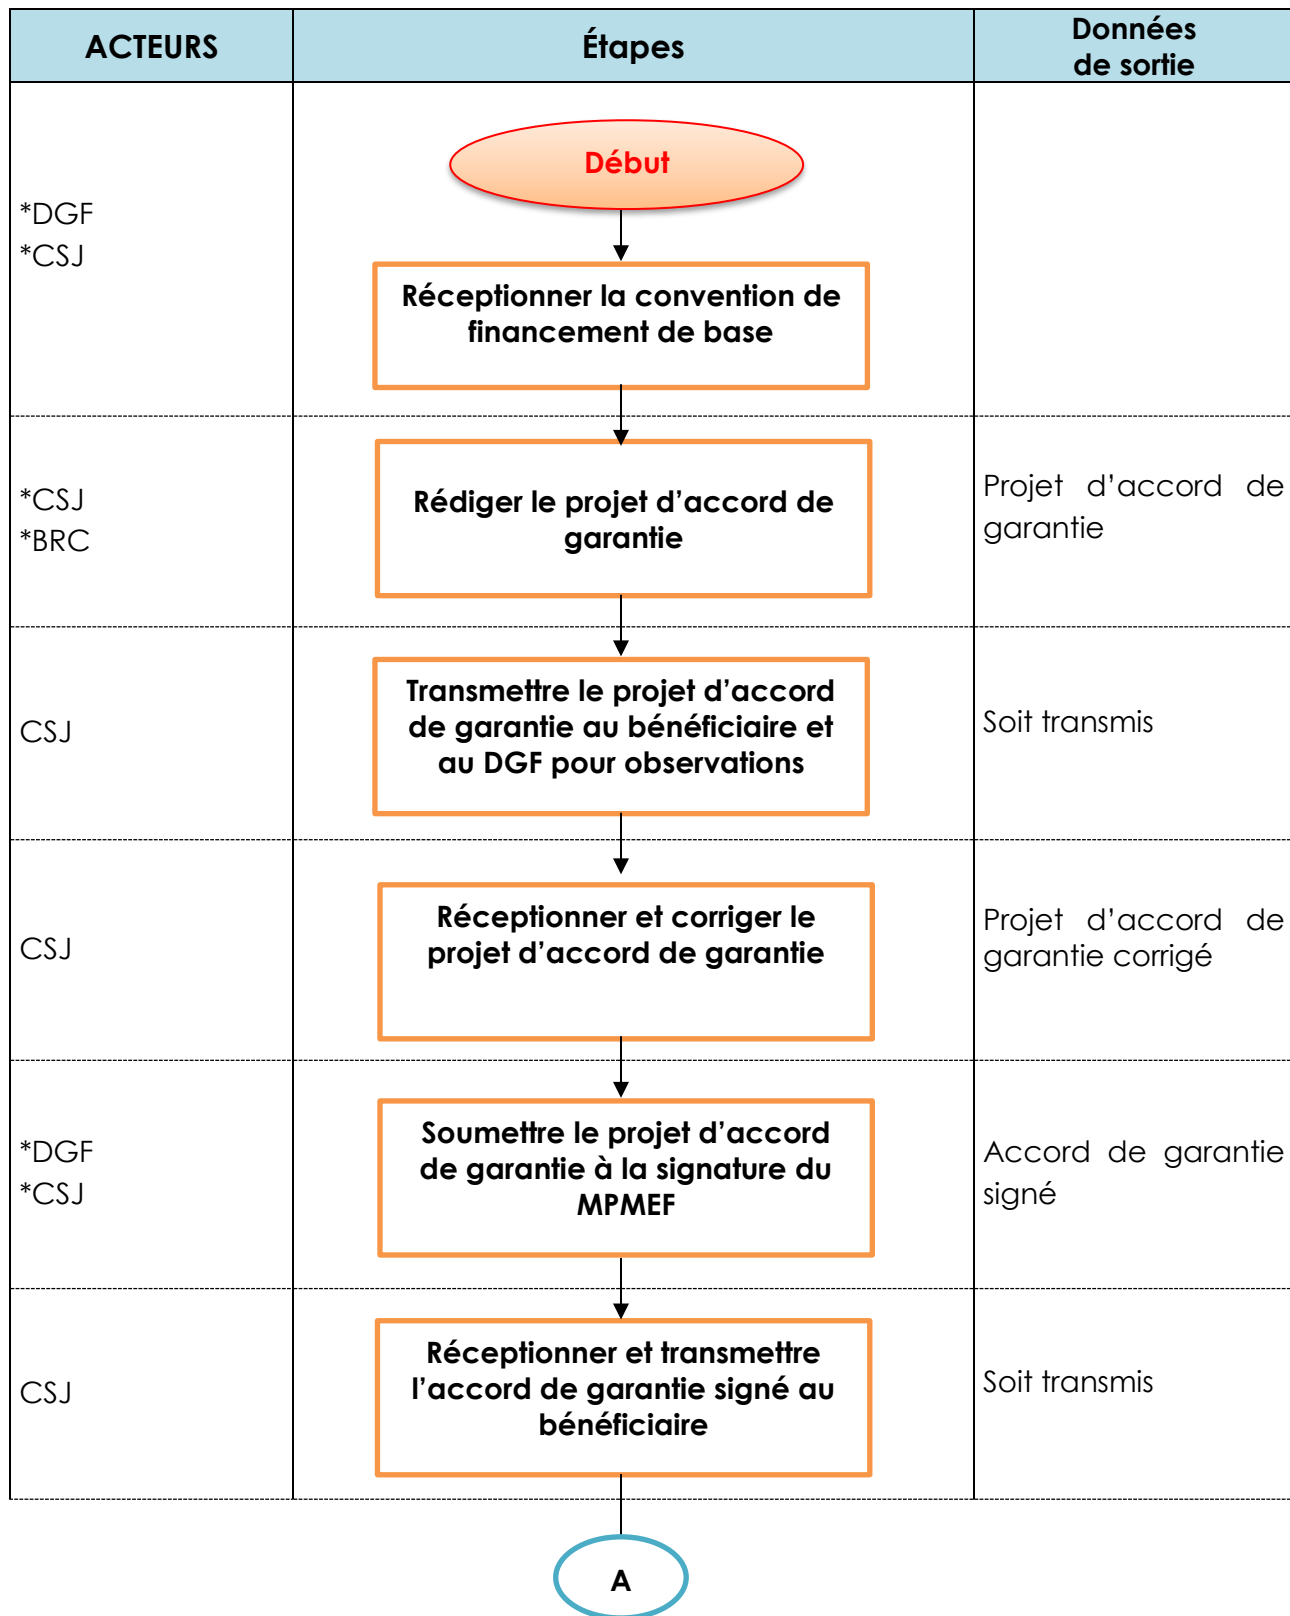 ACTEURS
Étapes
Données
de sortie
Début
*DGF
*CSJ
Réceptionner la convention de
financement de base
*CSJ
*BRC
Rédiger le projet d’accord de
garantie
Projet d’accord de
garantie
CSJ
Transmettre le projet d’accord
de garantie au bénéficiaire et
au DGF pour observations
Soit transmis
CSJ
Réceptionner et corriger le
projet d’accord de garantie
Projet d’accord de
garantie corrigé
*DGF
*CSJ
Soumettre le projet d’accord
de garantie à la signature du
MPMEF
Accord de garantie
signé
CSJ
Réceptionner et transmettre
l’accord de garantie signé au
bénéficiaire
Soit transmis
A